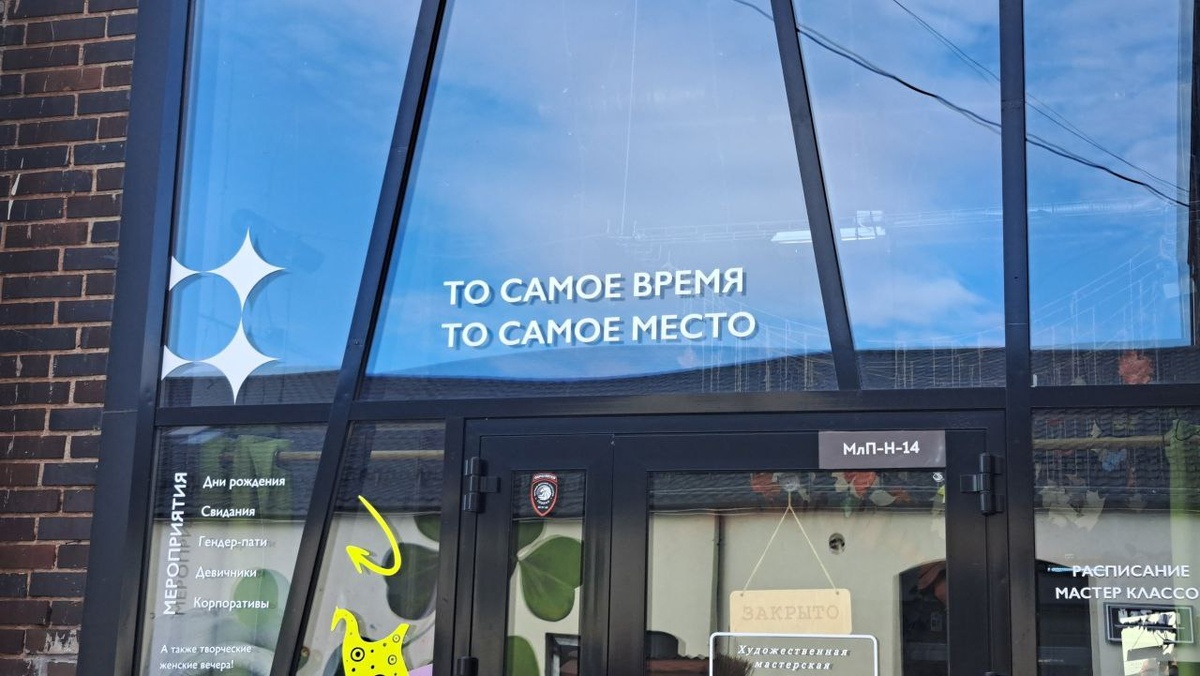 ТО САМОЕ ВРЕМЯ
ТО САМОЕ МЕСТО
МлП-Н-14
МЕРОПРИЯТИЯ
Дни рождения
Свидания
Гендер-пати
Девичники
Корпоративы
А также творческие
женские вечера!
ЗАКРЫТО
Художественная
мастерская
РАСПИСАНИЕ
МАСТЕР КЛАССО